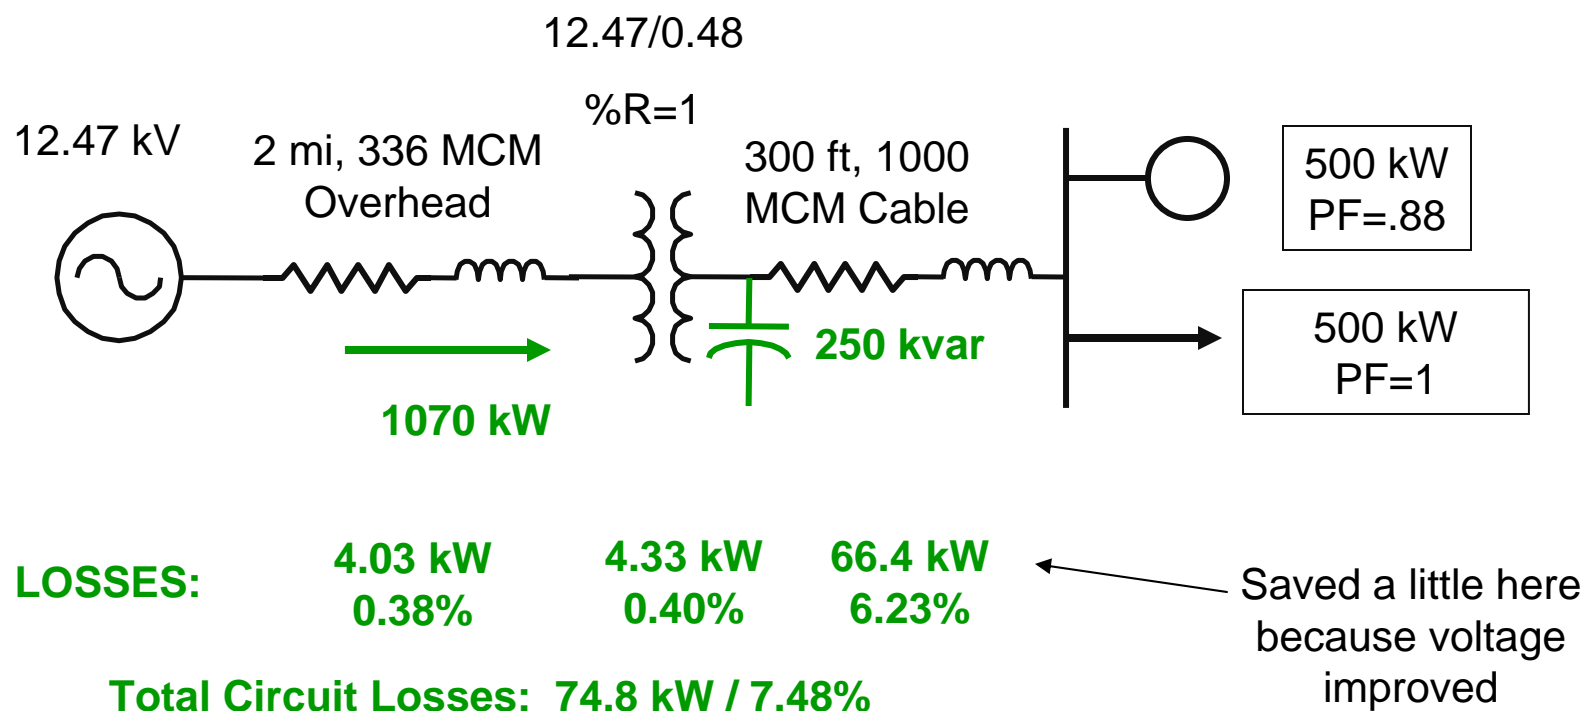 12.47/0.48
%R=1
12.47 kV
2 mi, 336 MCM
Overhead
300 ft, 1000
MCM Cable
500 kW
PF=.88
250 kvar
500 kW
PF=1
1070 kW
LOSSES:
4.03 kW
0.38%
4.33 kW
0.40%
66.4 kW
6.23%
Saved a little here
because voltage
improved
Total Circuit Losses: 74.8 kW / 7.48%